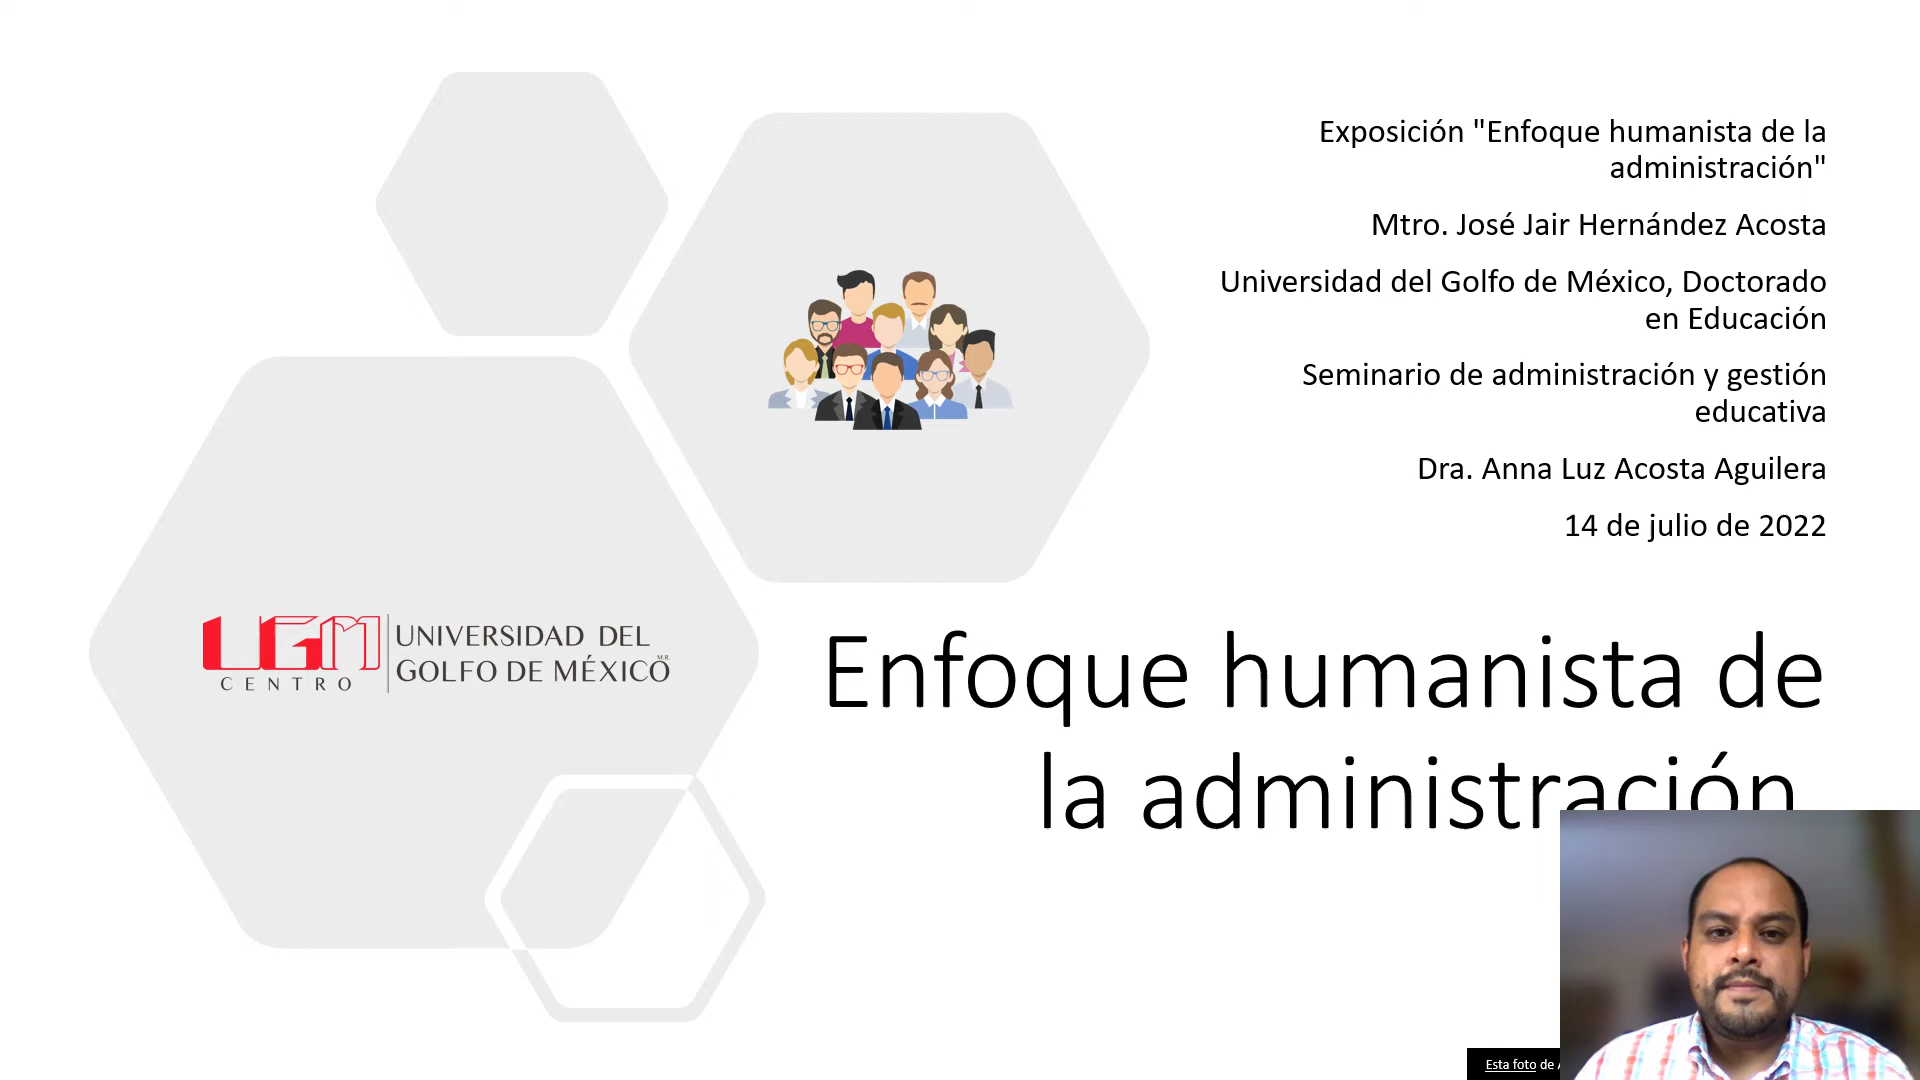 Exposición "Enfoque humanista de la
administración"
Mtro. José Jair Hernández Acosta
Universidad del Golfo de México, Doctorado
en Educación
Seminario de administración y gestión
educativa
Dra. Anna Luz Acosta Aguilera
14 de julio de 2022
UGM
CENTRO
UNIVERSIDAD DEL
GOLFO DE MÉXICO
M.R.
Enfoque humanista de
la administración
Esta foto de